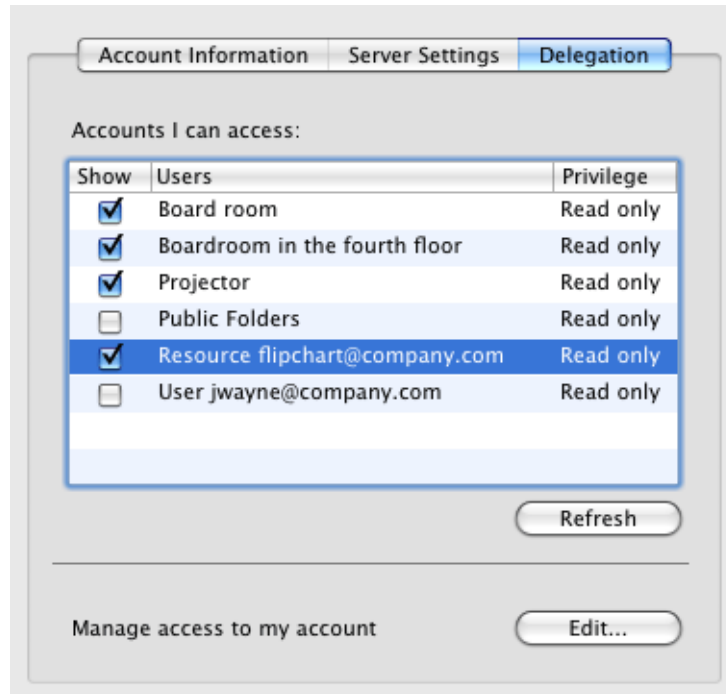 Account Information Server Settings Delegation
Accounts I can access:
Show Users Privilege
Board room Read only
Boardroom in the fourth floor Read only
Projector Read only
Public Folders Read only
Resource flipchart@company.com Read only
User jwayne@company.com Read only
Refresh
Manage access to my account Edit...